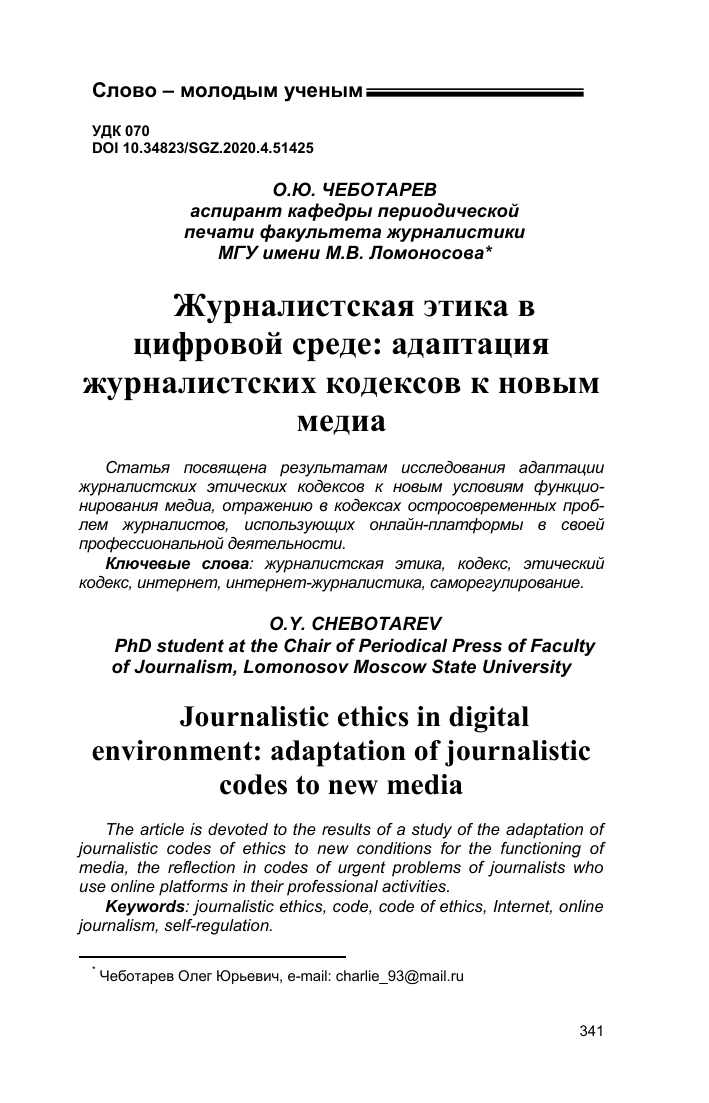 Слово – молодым ученым
УДК 070
DOI 10.34823/SGZ.2020.4.51425
О.Ю. ЧЕБОТАРЕВ
аспирант кафедры периодической
печати факультета журналистики
МГУ имени М.В. Ломоносова*
Журналистская этика в
цифровой среде: адаптация
журналистских кодексов к новым
медиа
Статья посвящена результатам исследования адаптации
журналистских этических кодексов к новым условиям функцио-
нирования медиа, отражению в кодексах остросовременных проб-
лем журналистов, использующих онлайн-платформы в своей
профессиональной деятельности.
Ключевые слова: журналистская этика, кодекс, этический
кодекс, интернет, интернет-журналистика, саморегулирование.
O.Y. CHEBOTAREV
PhD student at the Chair of Periodical Press of Faculty
of Journalism, Lomonosov Moscow State University
Journalistic ethics in digital
environment: adaptation of journalistic
codes to new media
The article is devoted to the results of a study of the adaptation of
journalistic codes of ethics to new conditions for the functioning of
media, the reflection in codes of urgent problems of journalists who
use online platforms in their professional activities.
Keywords: journalistic ethics, code, code of ethics, Internet, online
journalism, self-regulation.
* Чеботарев Олег Юрьевич, e-mail: charlie_93@mail.ru
341